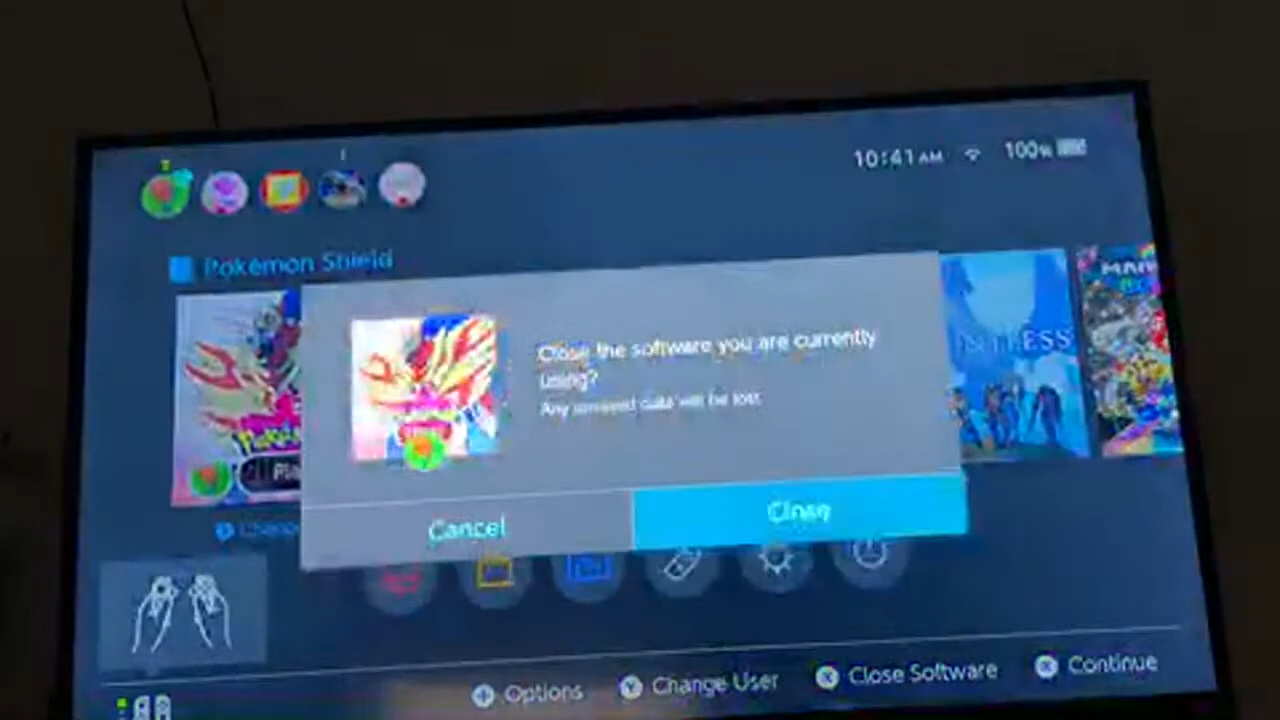 10:41 AM 100%
Pokémon Shield
Close the software you are currently
using?
Any unsaved data will be lost.
Cancel
Close
Options
Change User
Close Software
Continue